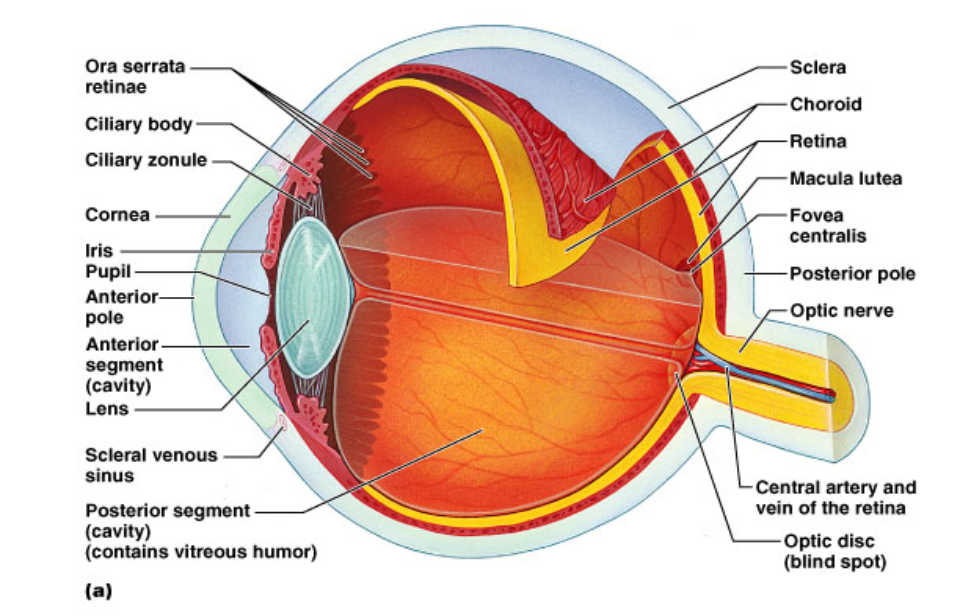 Ora serrata
retinae
Ciliary body
Ciliary zonule
Cornea
Iris
Pupil
Anterior
pole
Anterior
segment
(cavity)
Lens
Scleral venous
sinus
Posterior segment
(cavity)
(contains vitreous humor)
(a)
Sclera
Choroid
Retina
Macula lutea
Fovea
centralis
Posterior pole
Optic nerve
Central artery and
vein of the retina
Optic disc
(blind spot)